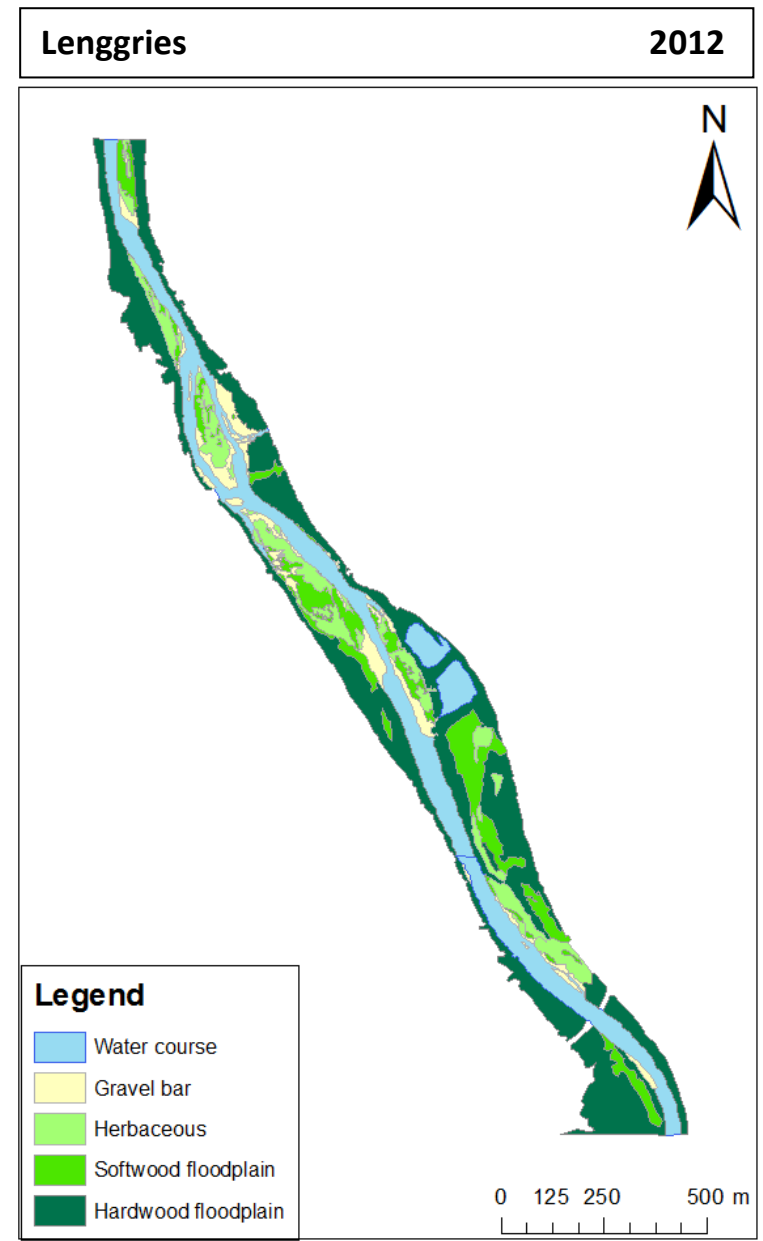 Lenggries 2012
N
Legend
Water course
Gravel bar
Herbaceous
Softwood floodplain
Hardwood floodplain
0 125 250 500 m